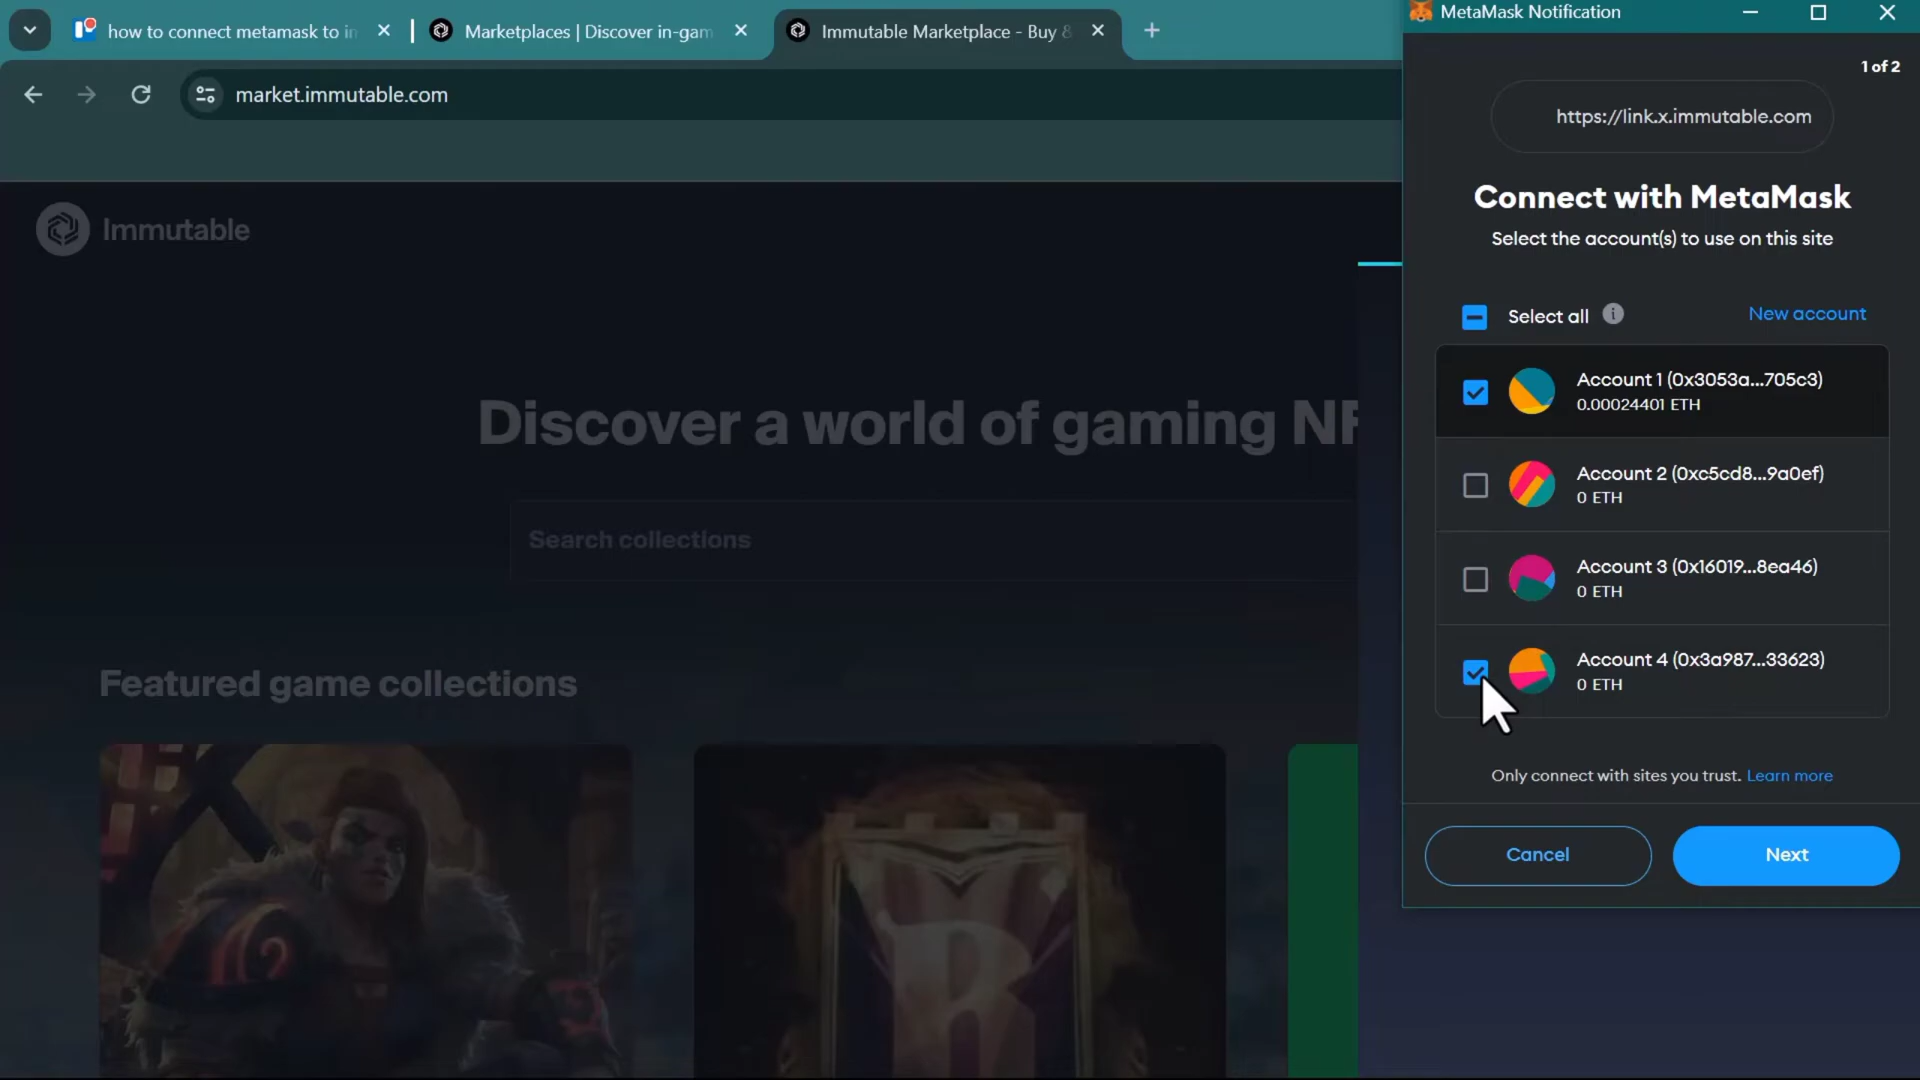 how to connect metamask to in
Marketplaces | Discover in-gam
Immutable Marketplace - Buy &
MetaMask Notification
market.immutable.com
1 of 2
https://link.x.immutable.com
Connect with MetaMask
Select the account(s) to use on this site
Immutable
Select all
New account
Account 1 (0x3053a...705c3)
0.00024401 ETH
Discover a world of gaming NF
Account 2 (0xc5cd8...9a0ef)
0 ETH
Search collections
Account 3 (0x16019...8ea46)
0 ETH
Account 4 (0x3a987...33623)
0 ETH
Featured game collections
Only connect with sites you trust. Learn more
Cancel
Next